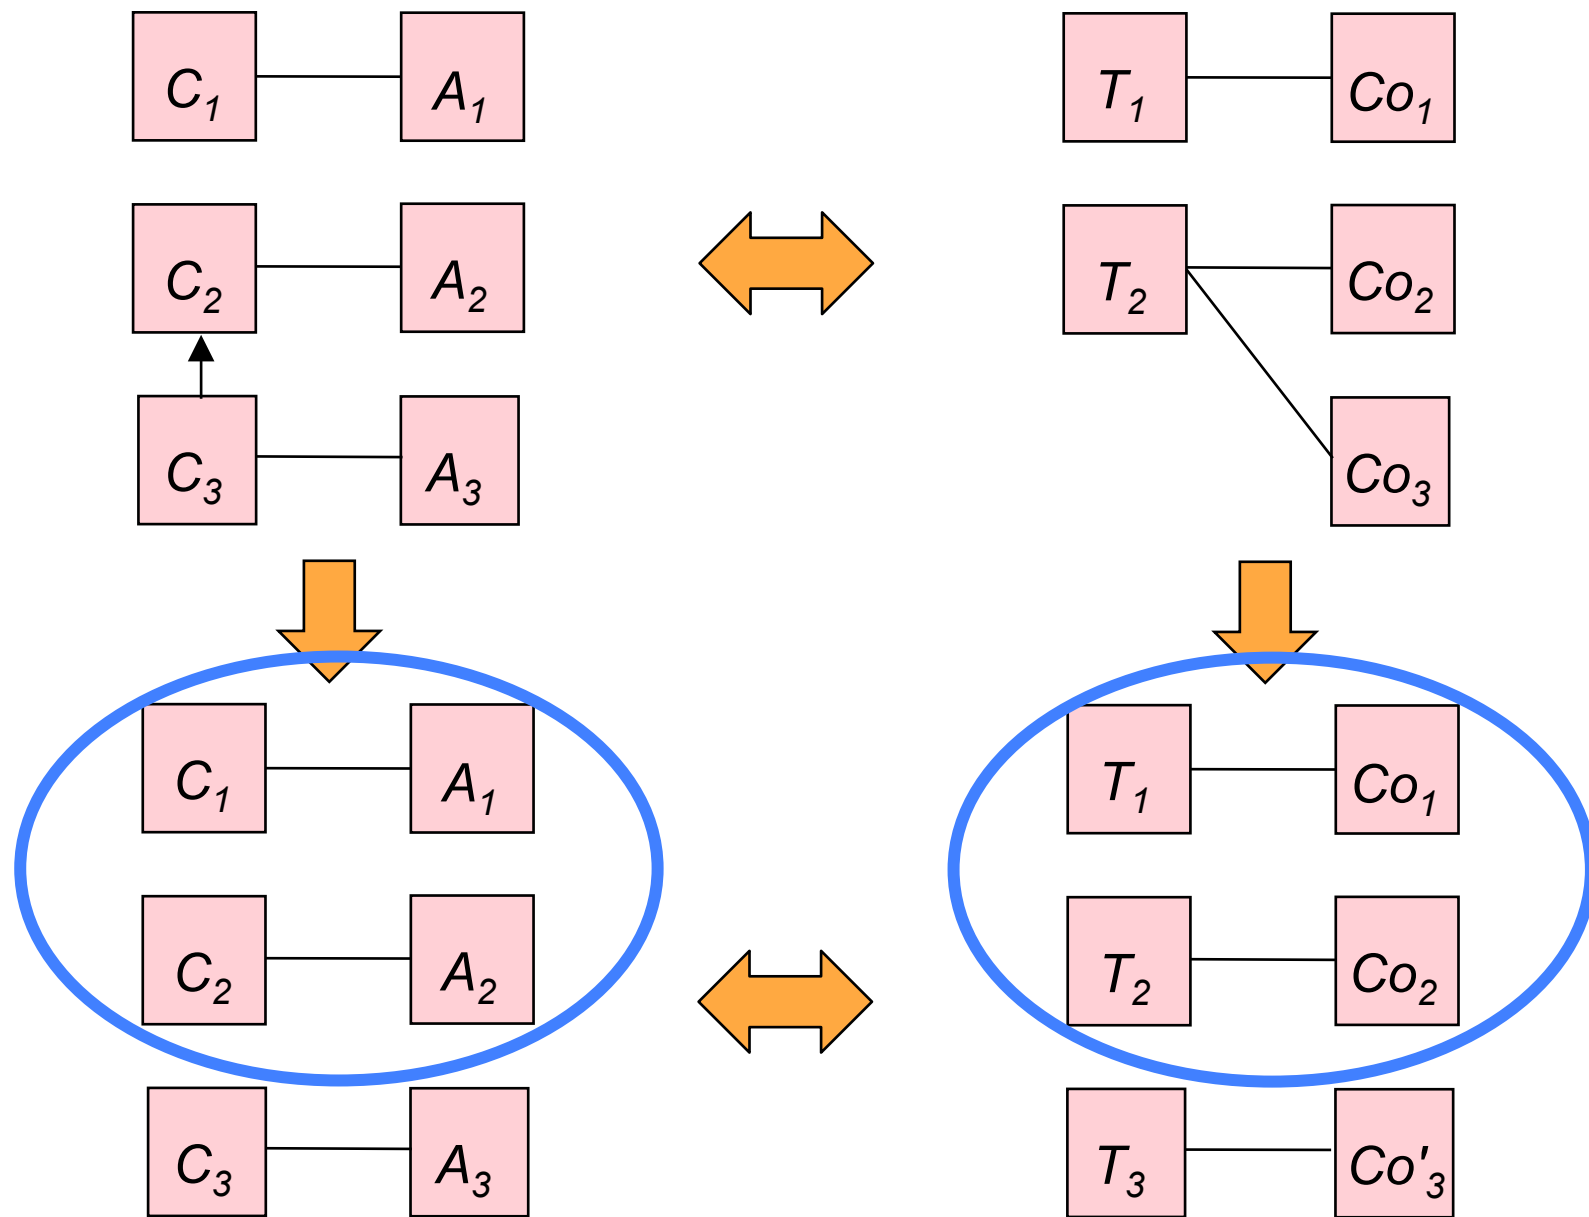 C₁ A₁ T₁ Co₁
C₂ A₂ T₂ Co₂
C₃ A₃ Co₃
C₁ A₁ T₁ Co₁
C₂ A₂ T₂ Co₂
C₃ A₃ T₃ Co'₃